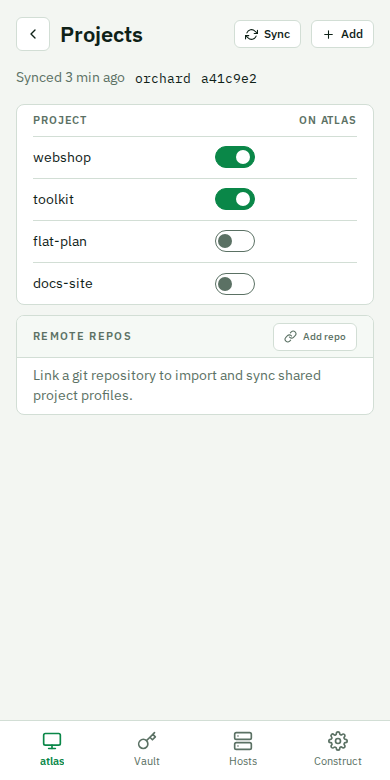 Projects
Sync
Add
Synced 3 min ago orchard a41c9e2
PROJECT ON ATLAS
webshop
toolkit
flat-plan
docs-site
REMOTE REPOS Add repo
Link a git repository to import and sync shared
project profiles.
atlas Vault Hosts Construct